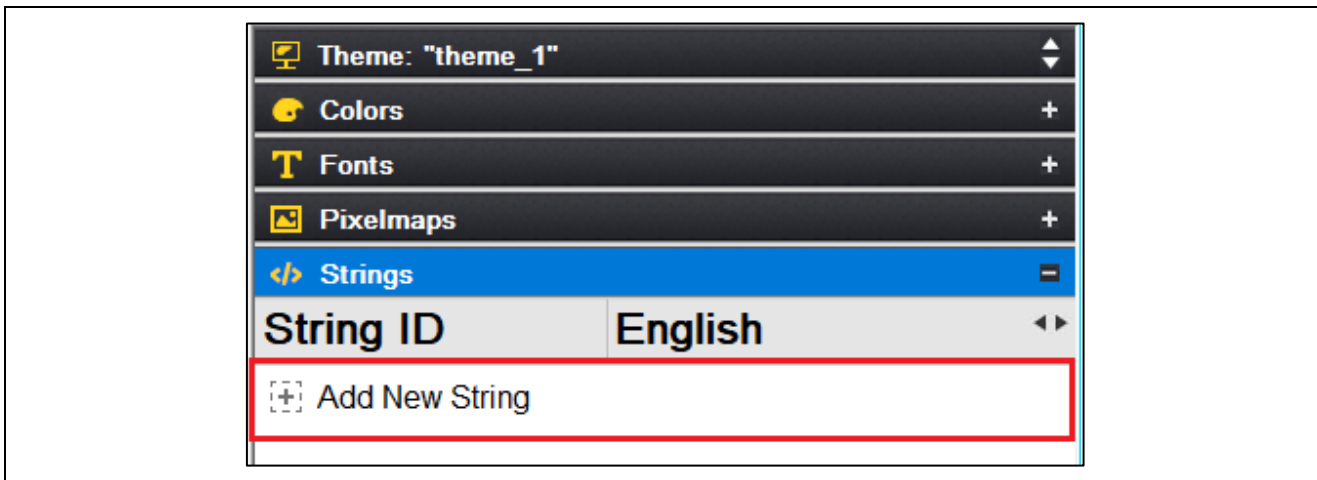 Theme: "theme_1"
Colors
Fonts
Pixelmaps
Strings
String ID English
Add New String